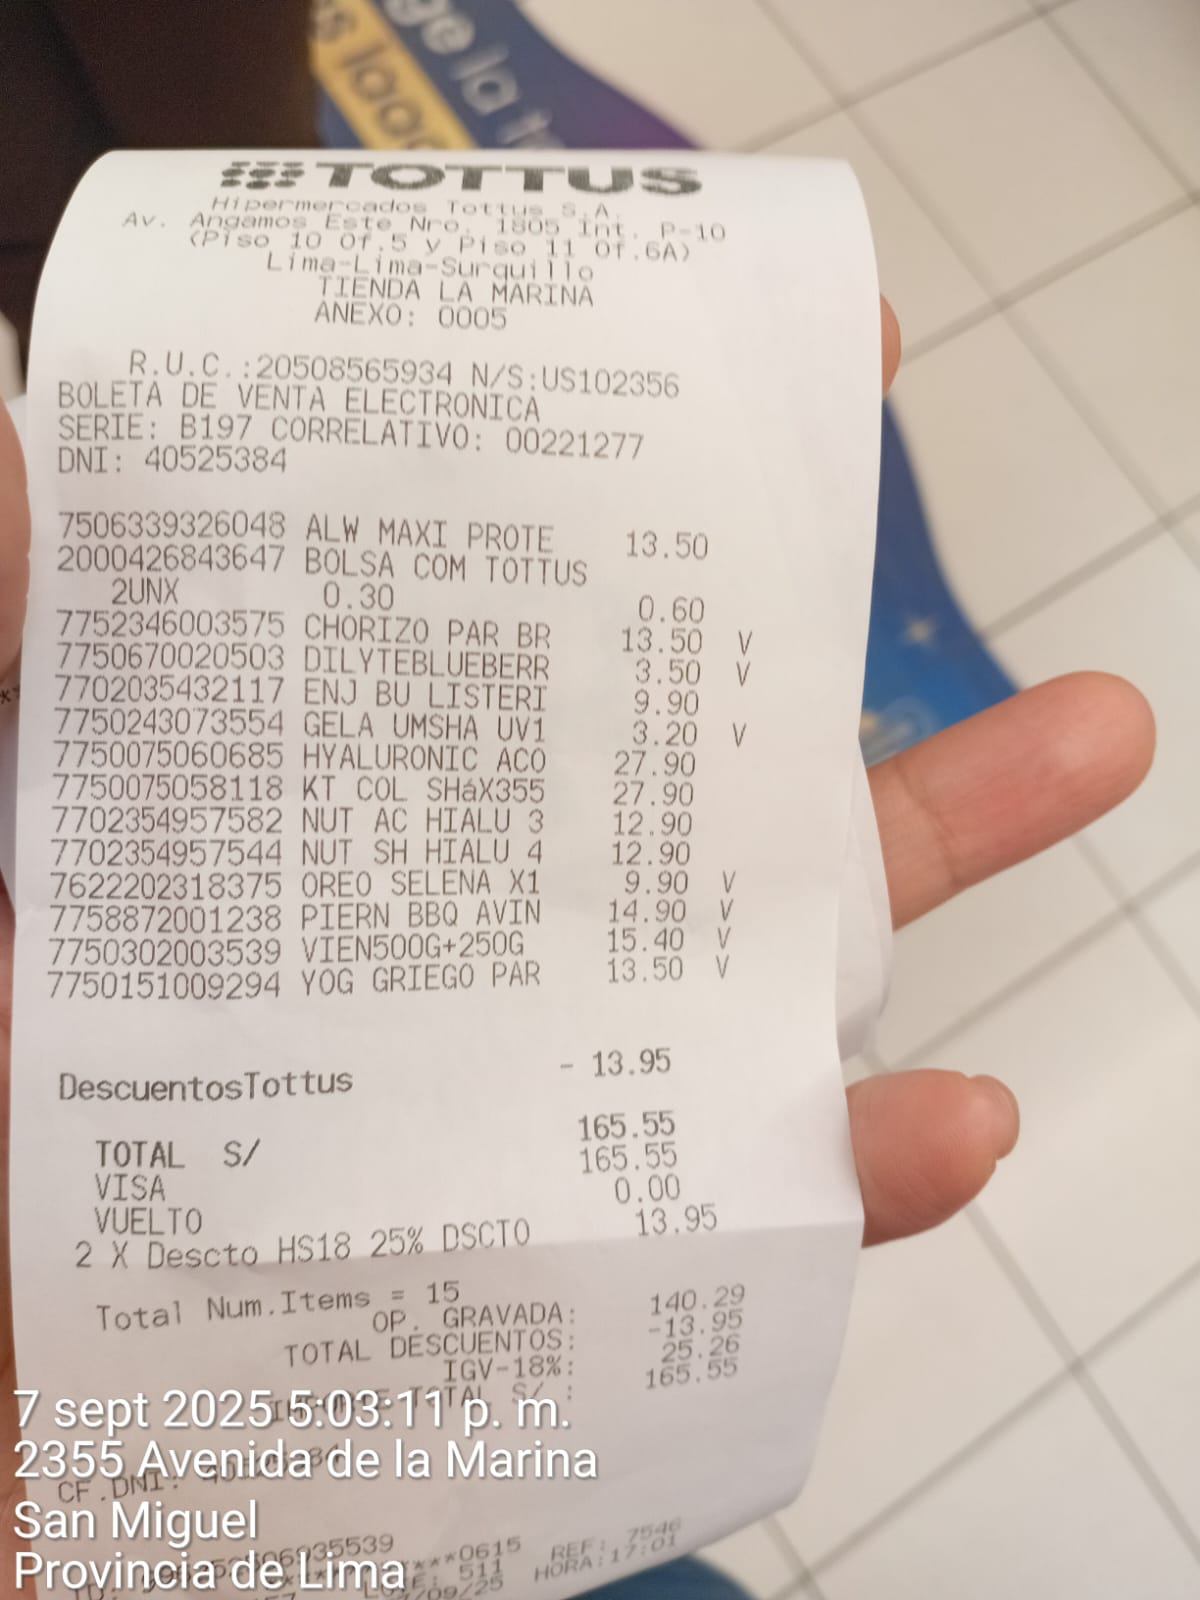 ge la t
s laa
TOTTUS
Hipermercados Tottus S.A.
Av. Angamos Este Nro. 1805 Int. P-10
(Piso 10 Of.5 y Piso 11 Of.6A)
Lima-Lima-Surquillo
TIENDA LA MARINA
ANEXO: 0005
R.U.C.:20508565934 N/S:US102356
BOLETA DE VENTA ELECTRONICA
SERIE: B197 CORRELATIVO: 00221277
DNI: 40525384
7506339326048 ALW MAXI PROTE 13.50
2000426843647 BOLSA COM TOTTUS
2UNX 0.30 0.60
7752346003575 CHORIZO PAR BR 13.50 V
7750670020503 DILYTEBLUEBERR 3.50 V
7702035432117 ENJ BU LISTERI 9.90
7750243073554 GELA UMSHA UV1 3.20 V
7750075060685 HYALURONIC ACO 27.90
7750075058118 KT COL SHáX355 27.90
7702354957582 NUT AC HIALU 3 12.90
7702354957544 NUT SH HIALU 4 12.90
7622202318375 OREO SELENA X1 9.90 V
7758872001238 PIERN BBQ AVIN 14.90 V
7750302003539 VIEN500G+250G 15.40 V
7750151009294 YOG GRIEGO PAR 13.50 V
DescuentosTottus - 13.95
TOTAL S/ 165.55
VISA 165.55
VUELTO 0.00
2 X Descto HS18 25% DSCTO 13.95
Total Num.Items = 15
OP. GRAVADA: 140.29
TOTAL DESCUENTOS: -13.95
IGV-18%: 25.26
IMPORTE TOTAL S/ : 165.55
7 sept 2025 5:03:11 p. m.
2355 Avenida de la Marina
CF.DNI:
San Miguel
Provincia de Lima
***0615 REF: 7546
511 HORA:17:01
/09/25